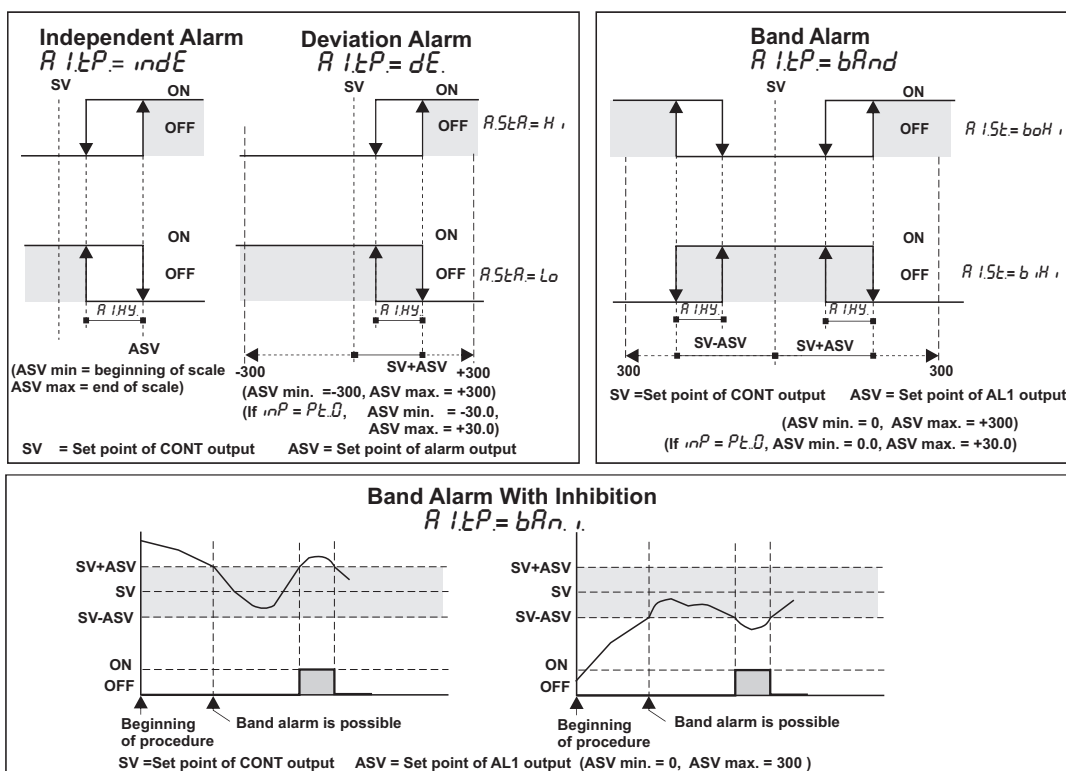 Independent Alarm
A1.tP.= indE
SV
ON
OFF
ON
OFF
A1.HY.
ASV
(ASV min = beginning of scale
ASV max = end of scale)
Deviation Alarm
A1.tP.= dE.
SV
ON
OFF
A.StA.= Hi
ON
OFF
A.StA.= Lo
A1.HY.
SV+ASV
-300
+300
(ASV min. =-300, ASV max. = +300)
(If inP = Pt.0, ASV min. = -30.0,
ASV max. = +30.0)
SV = Set point of CONT output ASV = Set point of alarm output
Band Alarm
A1.tP.= bAnd
SV
ON
OFF
A1.St.= boHi
ON
OFF
A1.St.= biHi
A1.HY. A1.HY.
SV-ASV SV+ASV
300 300
SV =Set point of CONT output ASV = Set point of AL1 output
(ASV min. = 0, ASV max. = +300)
(If inP = Pt.0, ASV min. = 0.0, ASV max. = +30.0)
Band Alarm With Inhibition
A1.tP.= bAn.i.
SV+ASV
SV
SV-ASV
ON
OFF
Beginning
of procedure
Band alarm is possible
SV+ASV
SV
SV-ASV
ON
OFF
Beginning
of procedure
Band alarm is possible
SV =Set point of CONT output ASV = Set point of AL1 output (ASV min. = 0, ASV max. = 300 )